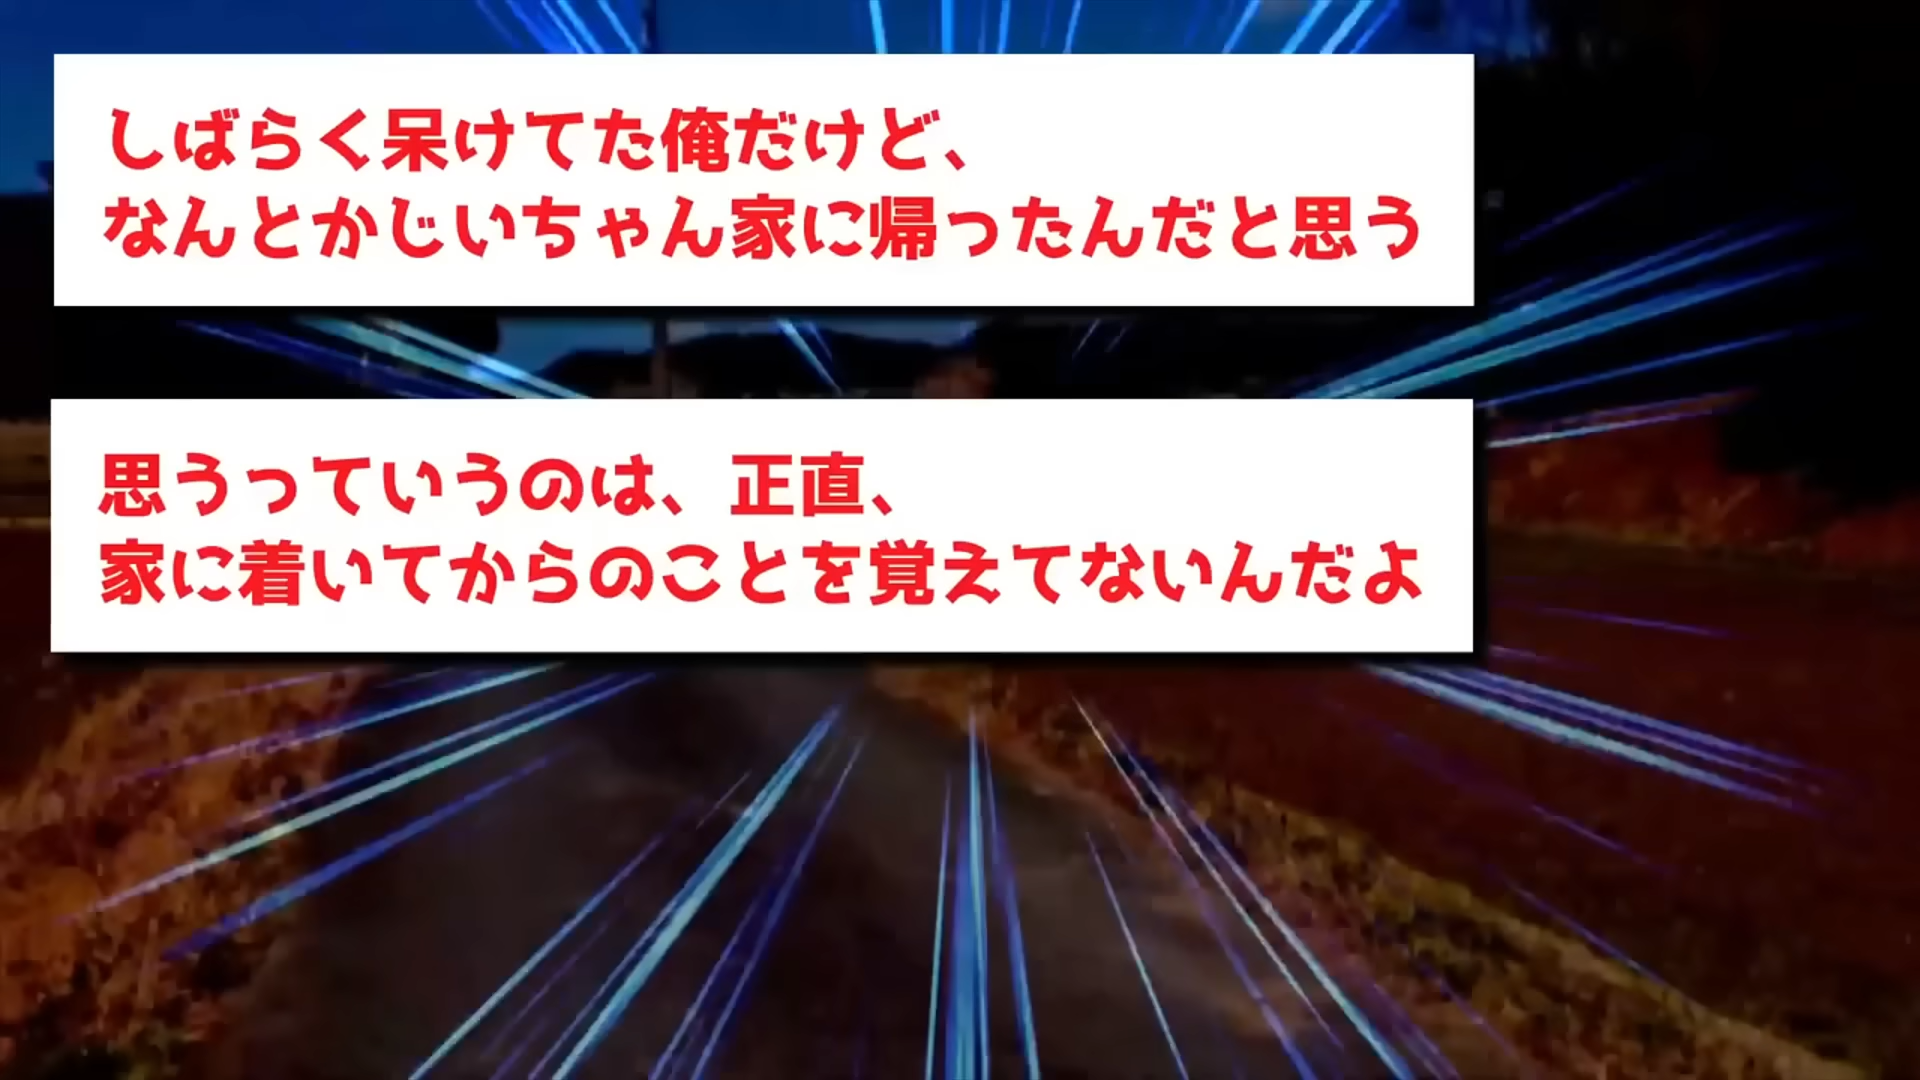 しばらく呆けてた俺だけど、
なんとかじいちゃん家に帰ったんだと思う
思うっていうのは、正直、
家に着いてからのことを覚えてないんだよ